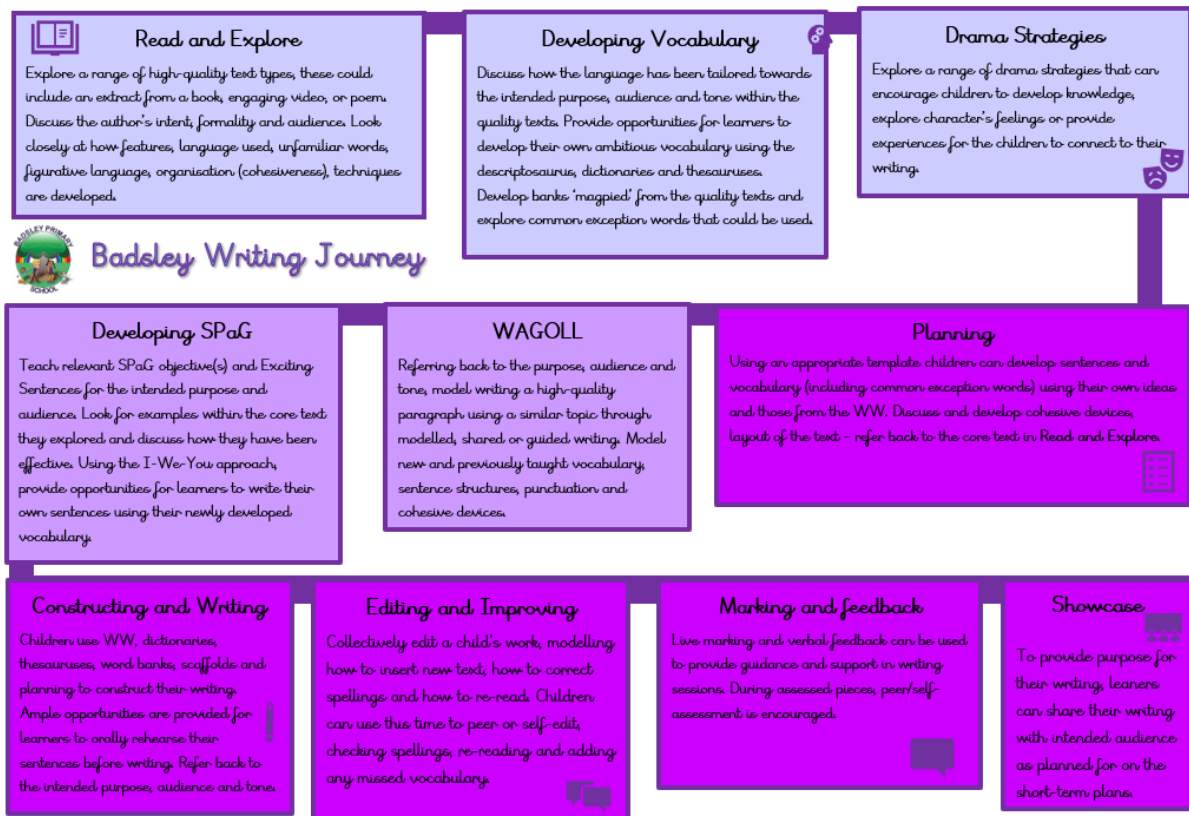 Read and Explore
Explore a range of high-quality text types, these could
include an extract from a book, engaging video, or poem.
Discuss the author's intent, formality and audience. Look
closely at how features, language used, unfamiliar words,
figurative language, organisation (cohesiveness), techniques
are developed.
Developing Vocabulary
Discuss how the language has been tailored towards
the intended purpose, audience and tone within the
quality texts. Provide opportunities for learners to
develop their own ambitious vocabulary using the
descriptosaurus, dictionaries and thesauruses.
Develop banks 'magpied' from the quality texts and
explore common exception words that could be used.
Drama Strategies
Explore a range of drama strategies that can
encourage children to develop knowledge,
explore character's feelings or provide
experiences for the children to connect to their
writing.
BADSLEY PRIMARY
SCHOOL
Badsley Writing Journey
Developing SPaG
Teach relevant SPaG objective(s) and Exciting
Sentences for the intended purpose and
audience. Look for examples within the core text
they explored and discuss how they have been
effective. Using the I-We-You approach,
provide opportunities for learners to write their
own sentences using their newly developed
vocabulary.
WAGOLL
Referring back to the purpose, audience and
tone, model writing a high-quality
paragraph using a similar topic through
modelled, shared or guided writing. Model
new and previously taught vocabulary,
sentence structures, punctuation and
cohesive devices.
Planning
Using an appropriate template children can develop sentences and
vocabulary (including common exception words) using their own ideas
and those from the WW. Discuss and develop cohesive devices,
layout of the text – refer back to the core text in Read and Explore.
Constructing and Writing
Children use WW, dictionaries,
thesauruses, word banks, scaffolds and
planning to construct their writing.
Ample opportunities are provided for
learners to orally rehearse their
sentences before writing. Refer back to
the intended purpose, audience and tone.
Editing and Improving
Collectively edit a child's work, modelling
how to insert new text, how to correct
spellings and how to re-read. Children
can use this time to peer or self-edit,
checking spellings, re-reading and adding
any missed vocabulary.
Marking and feedback
Live marking and verbal feedback can be used
to provide guidance and support in writing
sessions. During assessed pieces, peer/self-
assessment is encouraged.
Showcase
To provide purpose for
their writing, leaners
can share their writing
with intended audience
as planned for on the
short-term plans.